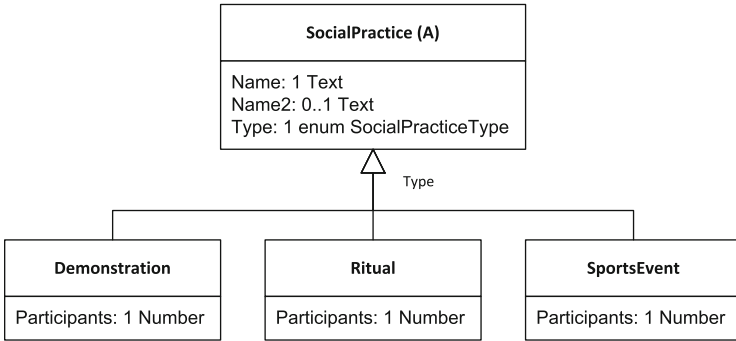 SocialPractice (A)
Name: 1 Text
Name2: 0..1 Text
Type: 1 enum SocialPracticeType
Type
Demonstration
Participants: 1 Number
Ritual
Participants: 1 Number
SportsEvent
Participants: 1 Number